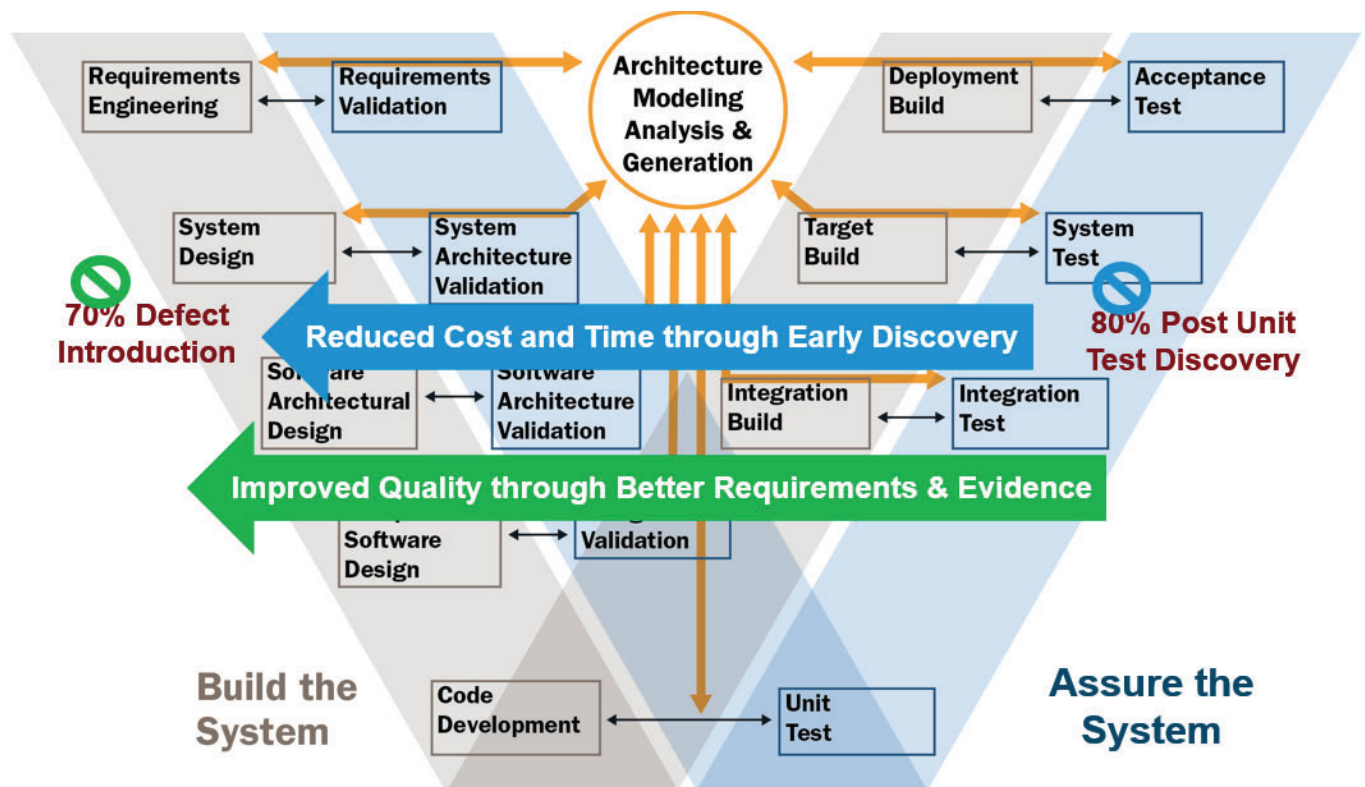 Requirements
Engineering
Requirements
Validation
Architecture
Modeling
Analysis &
Generation
Deployment
Build
Acceptance
Test
System
Design
System
Architecture
Validation
Target
Build
System
Test
70% Defect
Introduction
Reduced Cost and Time through Early Discovery
80% Post Unit
Test Discovery
Software
Architectural
Design
Software
Architecture
Validation
Integration
Build
Integration
Test
Improved Quality through Better Requirements & Evidence
Software
Design
Validation
Build the
System
Code
Development
Unit
Test
Assure the
System